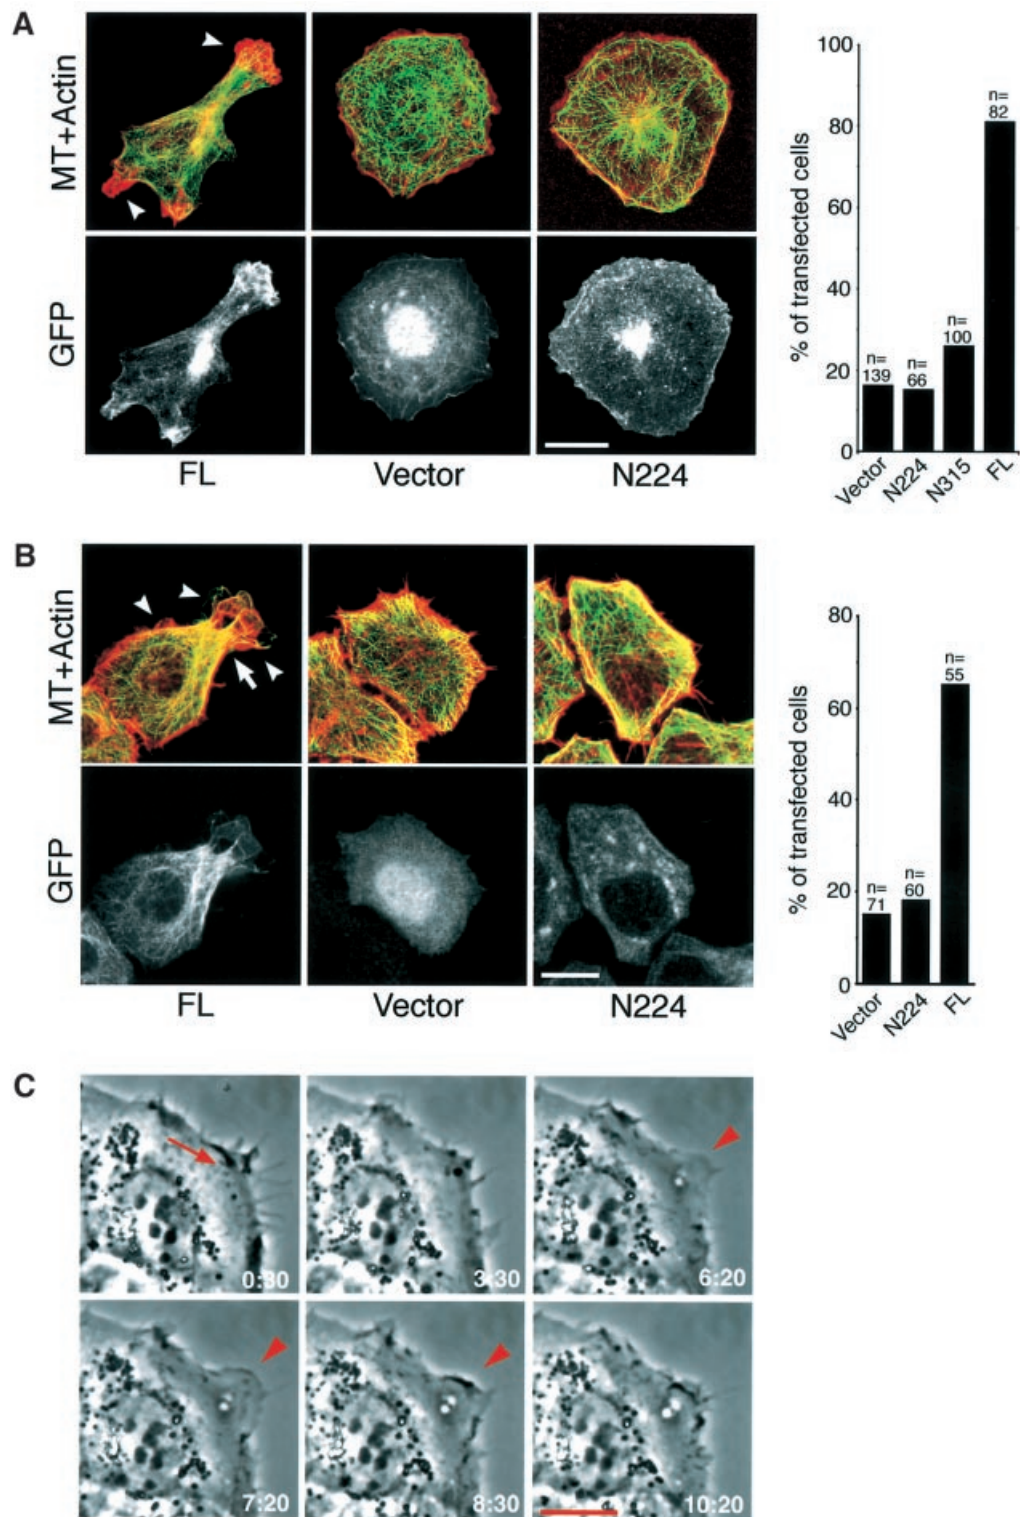 A
MT+Actin
GFP
FL
Vector
N224
% of transfected cells
100
80
60
40
20
0
n=
139
n=
66
n=
100
n=
82
Vector
N224
N315
FL
B
MT+Actin
GFP
FL
Vector
N224
% of transfected cells
80
60
40
20
0
n=
71
n=
60
n=
55
Vector
N224
FL
C
0:30
3:30
6:20
7:20
8:30
10:20